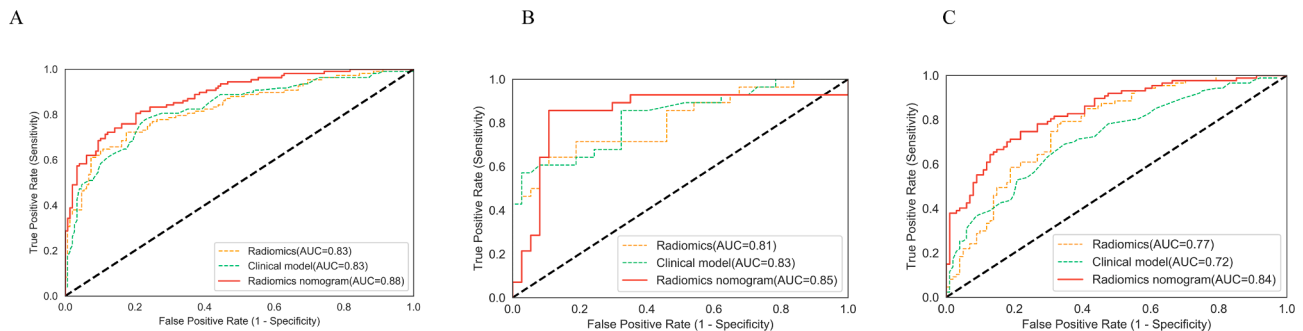 A
B
C
True Positive Rate (Sensitivity)
1.0
0.8
0.6
0.4
0.2
0.0
Radiomics(AUC=0.83)
Clinical model(AUC=0.83)
Radiomics nomogram(AUC=0.88)
0.0 0.2 0.4 0.6 0.8 1.0
False Positive Rate (1 - Specificity)
True Positive Rate (Sensitivity)
1.0
0.8
0.6
0.4
0.2
0.0
Radiomics(AUC=0.81)
Clinical model(AUC=0.83)
Radiomics nomogram(AUC=0.85)
0.0 0.2 0.4 0.6 0.8 1.0
False Positive Rate (1 - Specificity)
True Positive Rate (Sensitivity)
1.0
0.8
0.6
0.4
0.2
0.0
Radiomics(AUC=0.77)
Clinical model(AUC=0.72)
Radiomics nomogram(AUC=0.84)
0.0 0.2 0.4 0.6 0.8 1.0
False Positive Rate (1 - Specificity)